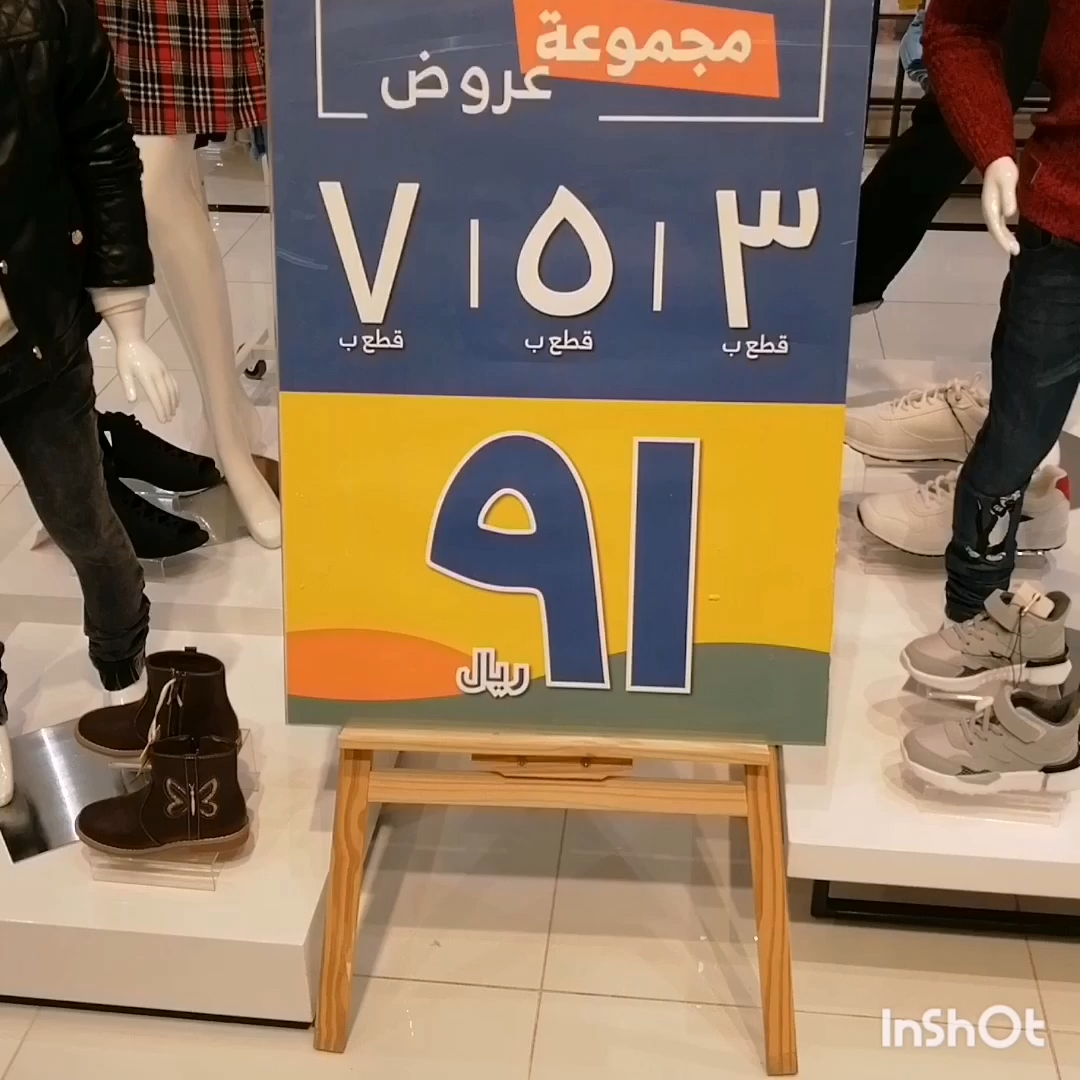 مجموعة
عروض
٣ | ٥ | ٧
قطع ب قطع ب قطع ب
٩١
ريال
InShOt